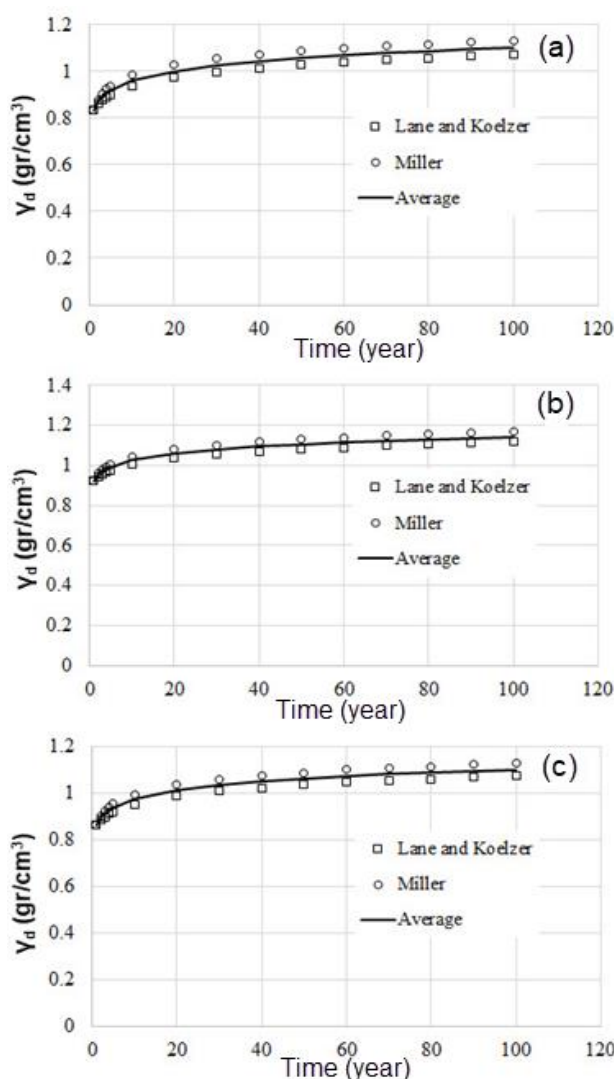 1.2
(a)
1
0.8
0.6
0.4
0.2
0
γd (gr/cm³)
Lane and Koelzer
Miller
Average
0 20 40 60 80 100 120
Time (year)
1.4
(b)
1.2
1
0.8
0.6
0.4
0.2
0
γd (gr/cm³)
Lane and Koelzer
Miller
Average
0 20 40 60 80 100 120
Time (year)
1.2
(c)
1
0.8
0.6
0.4
0.2
0
γd (gr/cm³)
Lane and Koelzer
Miller
Average
0 20 40 60 80 100 120
Time (year)